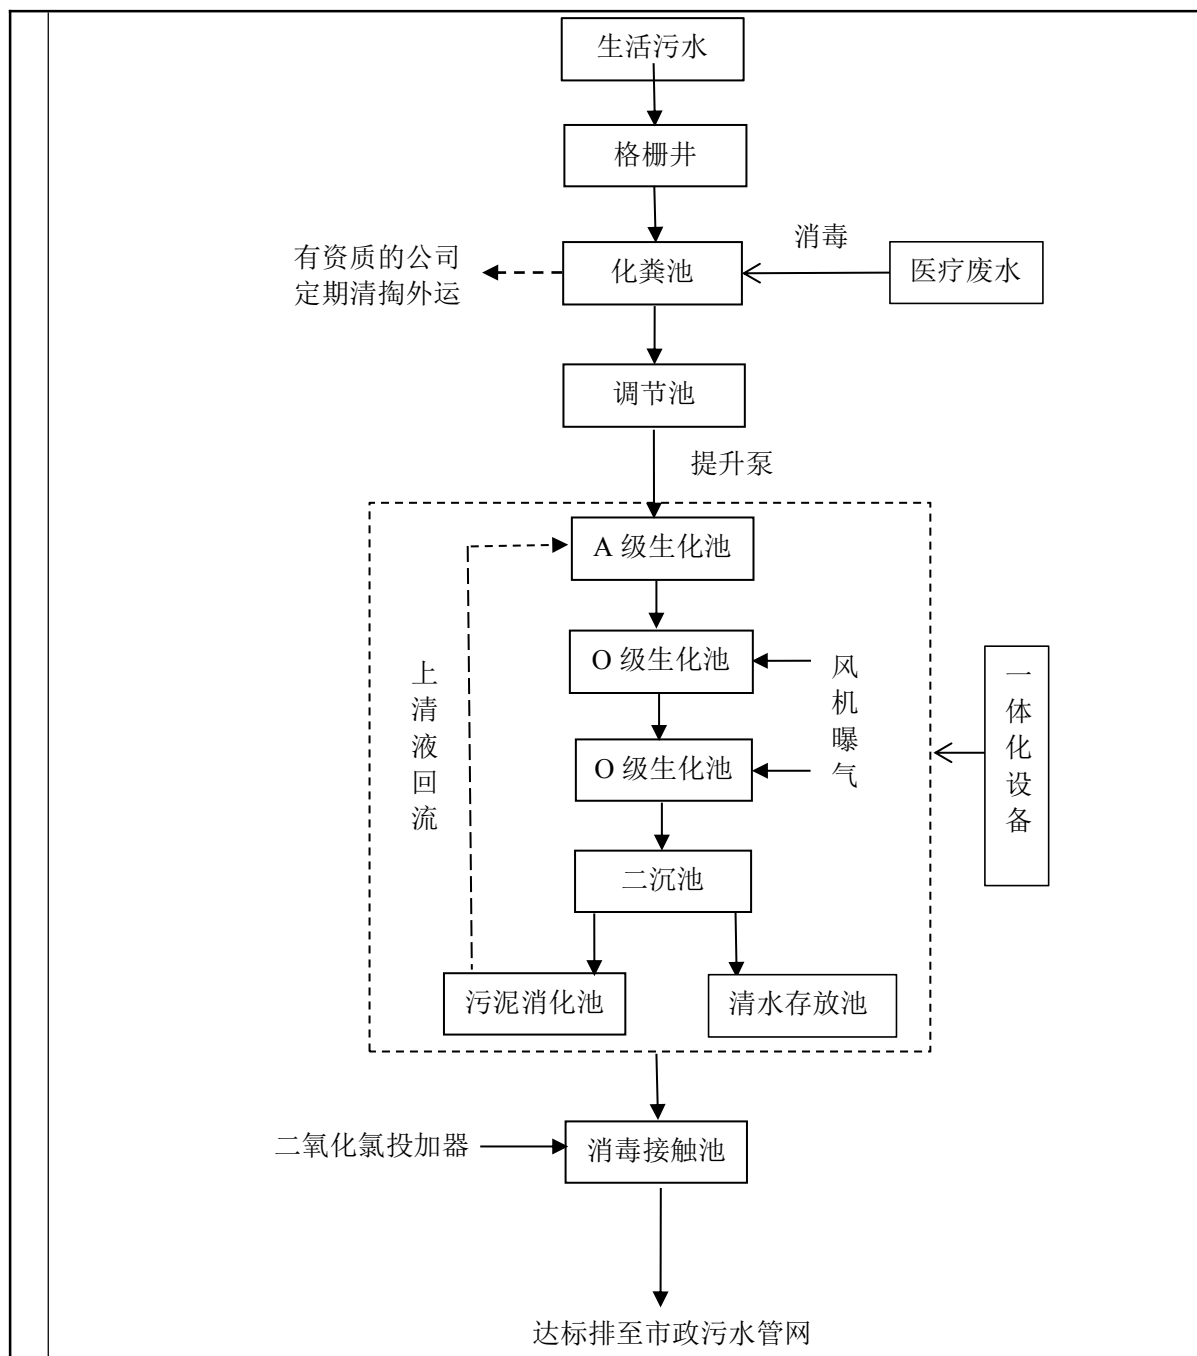 生活污水
格栅井
消毒
有资质的公司
定期清掏外运
化粪池
医疗废水
调节池
提升泵
A 级生化池
O 级生化池
上清液回流
风机曝气
一体化设备
O 级生化池
二沉池
污泥消化池
清水存放池
二氧化氯投加器
消毒接触池
达标排至市政污水管网